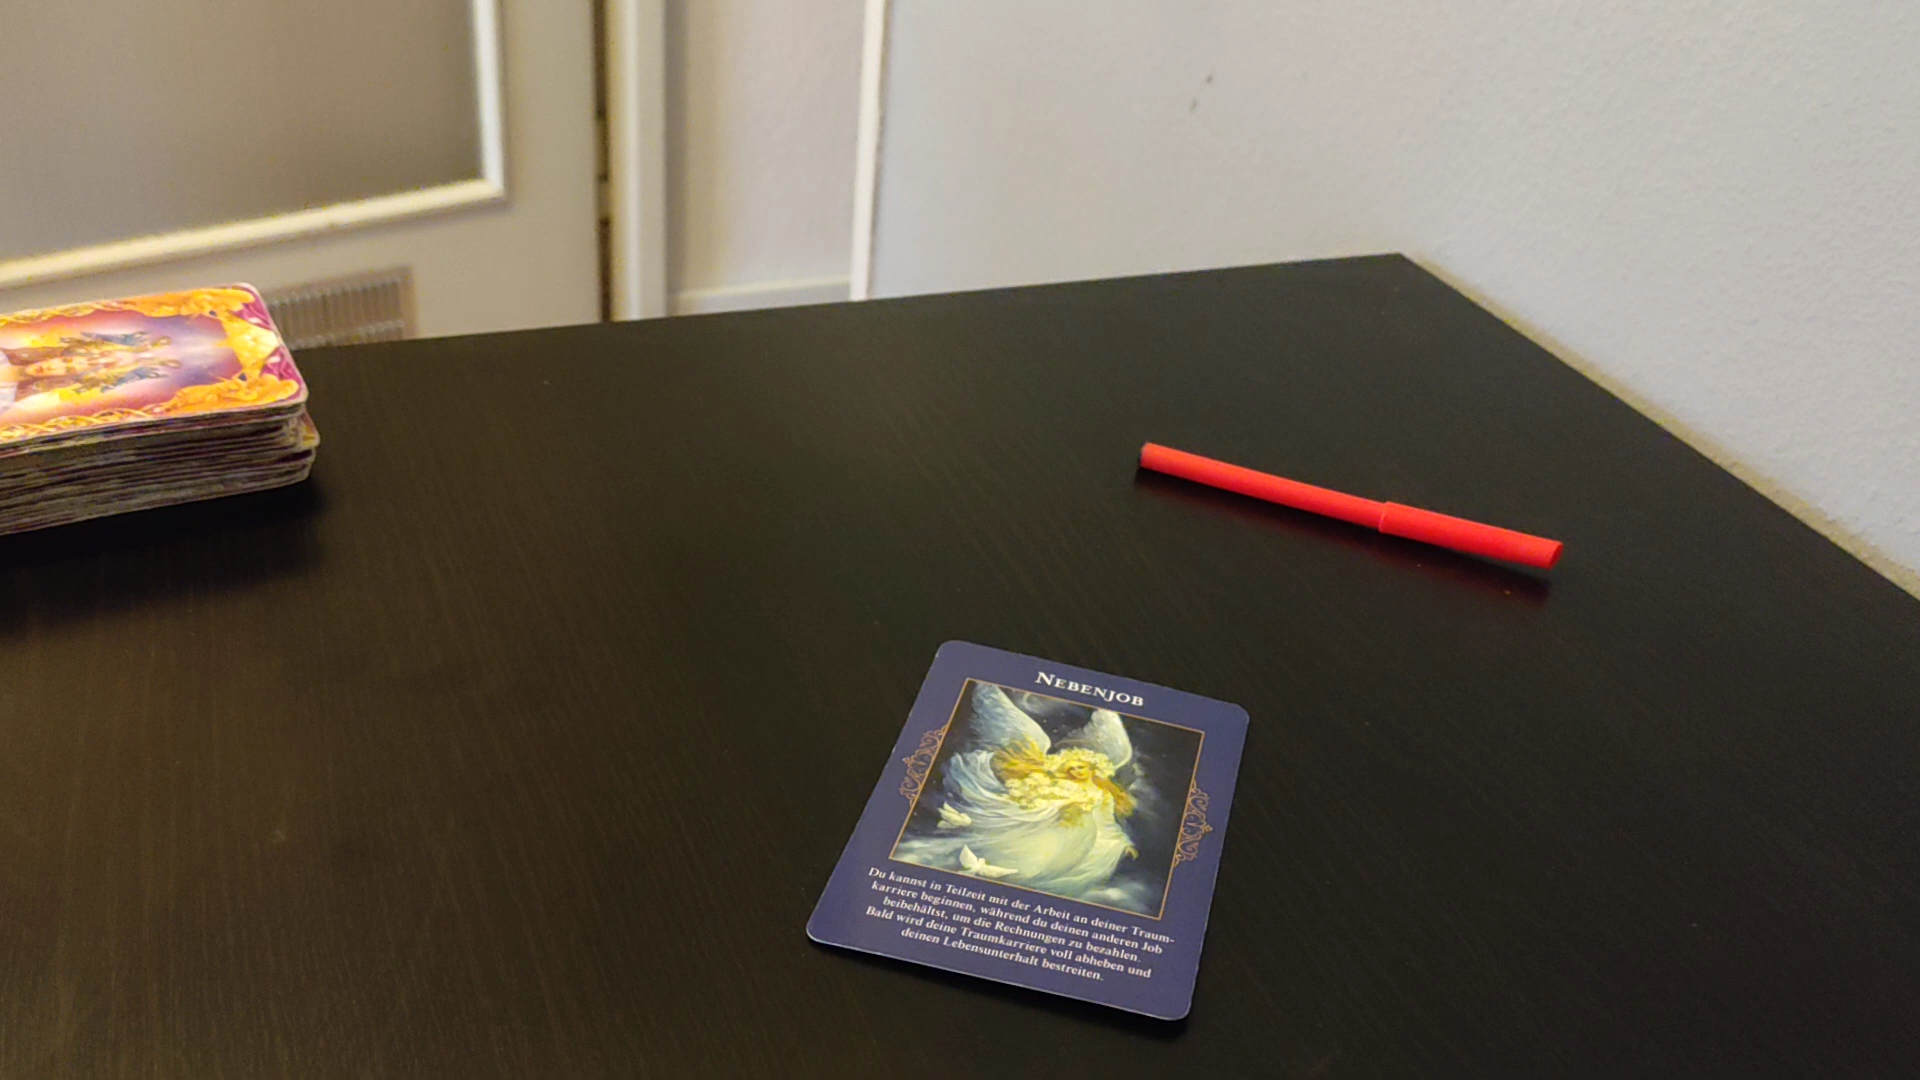 NEBENJOB
Du kannst in Teilzeit mit der Arbeit an deiner Traum-
karriere beginnen, während du deinen anderen Job
beibehältst, um die Rechnungen zu bezahlen.
Bald wird deine Traumkarriere voll abheben und
deinen Lebensunterhalt bestreiten.